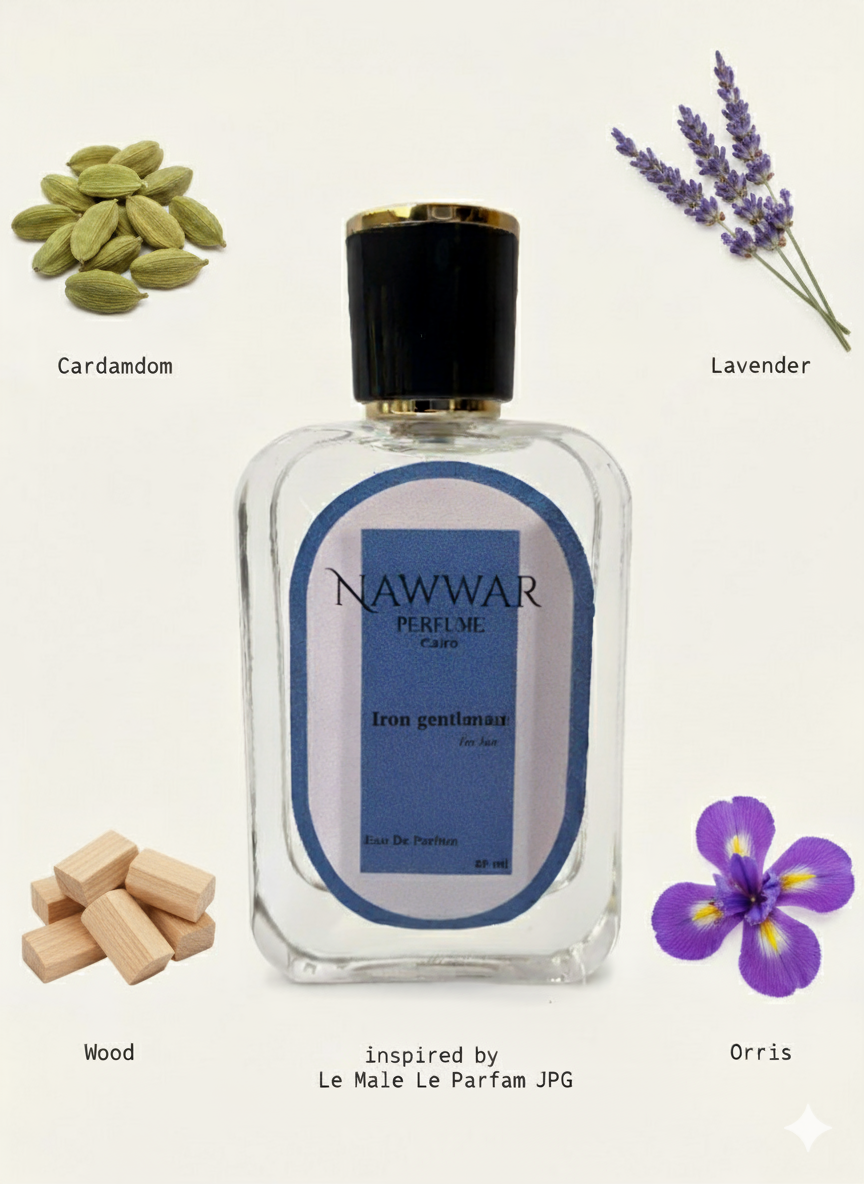 Cardamdom
Lavender
NAWWAR
PERFUME
Cairo
Iron gentlman
Eau De Parfum
Wood
Orris
inspired by
Le Male Le Parfam JPG